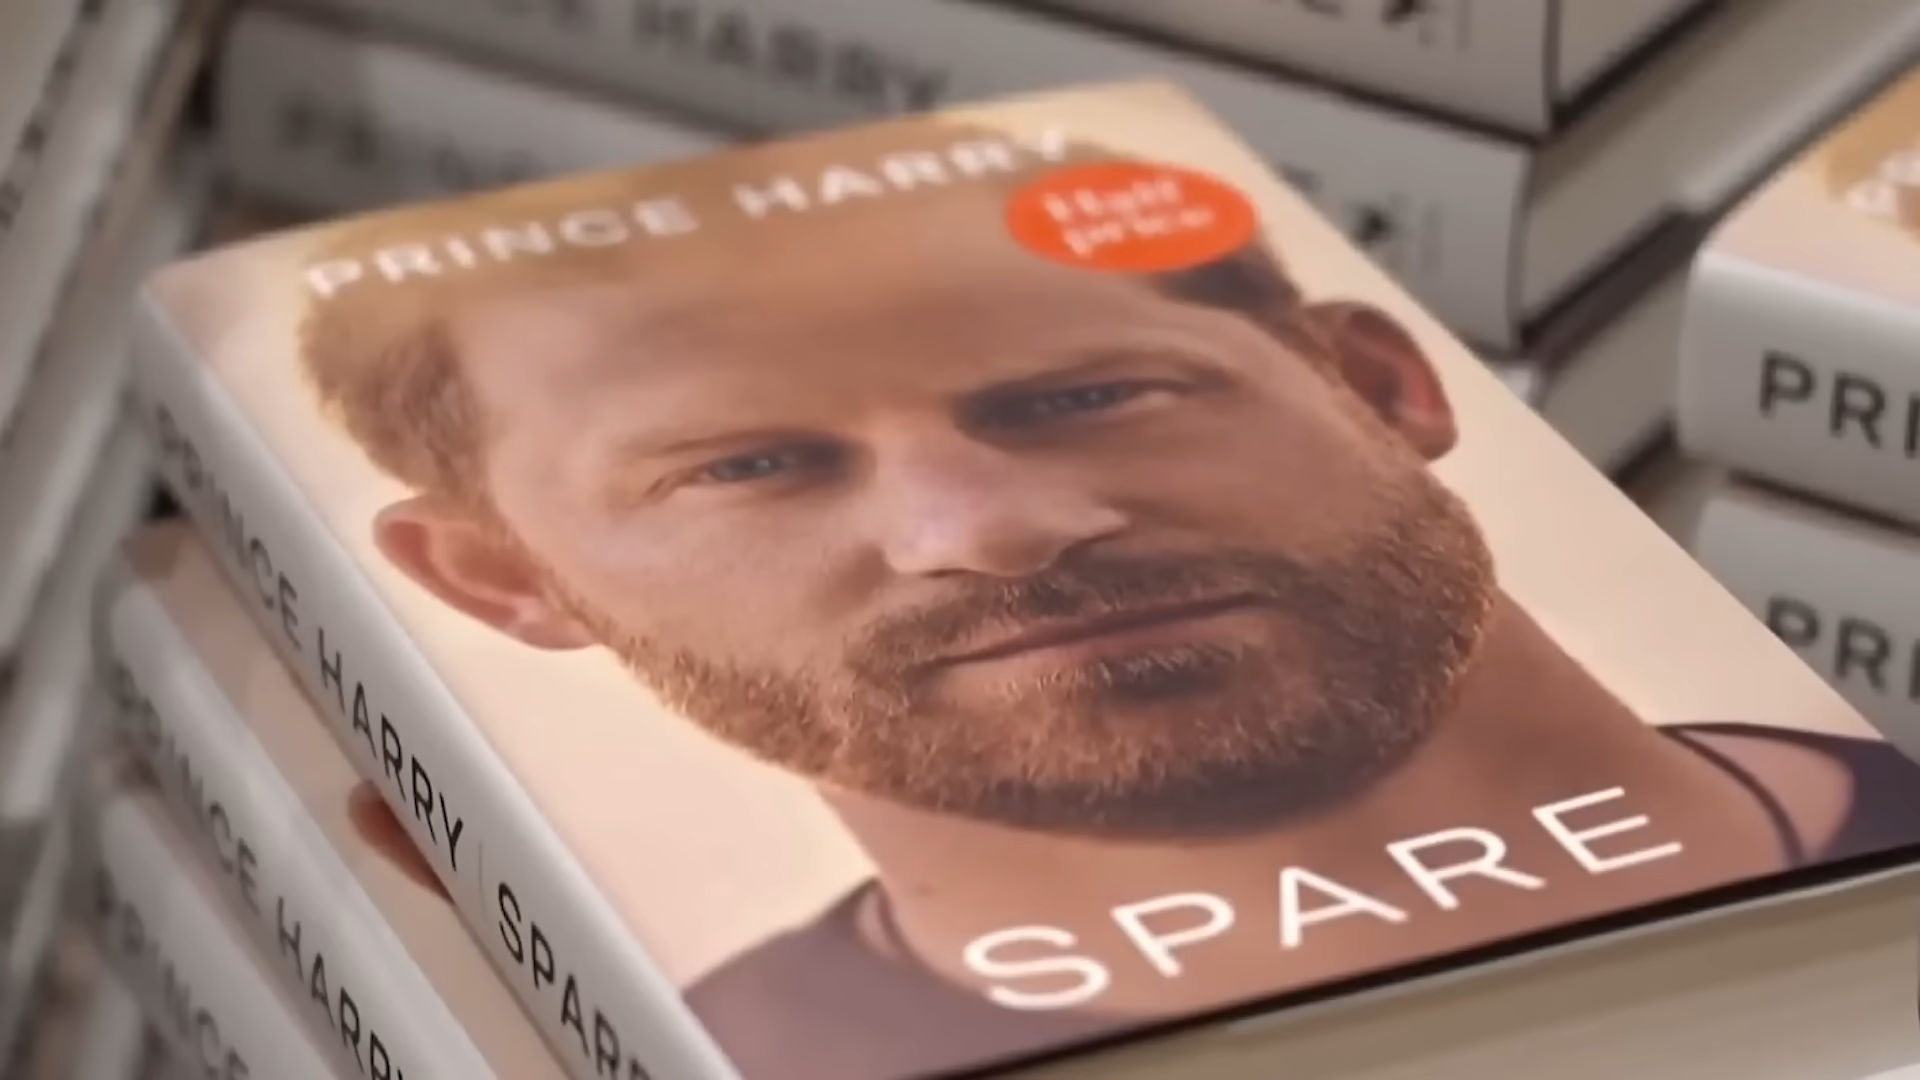 PRINCE HARRY
Half
price
SPARE
PRINCE HARRY | SPARE
PRINCE HARRY
PRINCE
HARRY
PRI
PRI